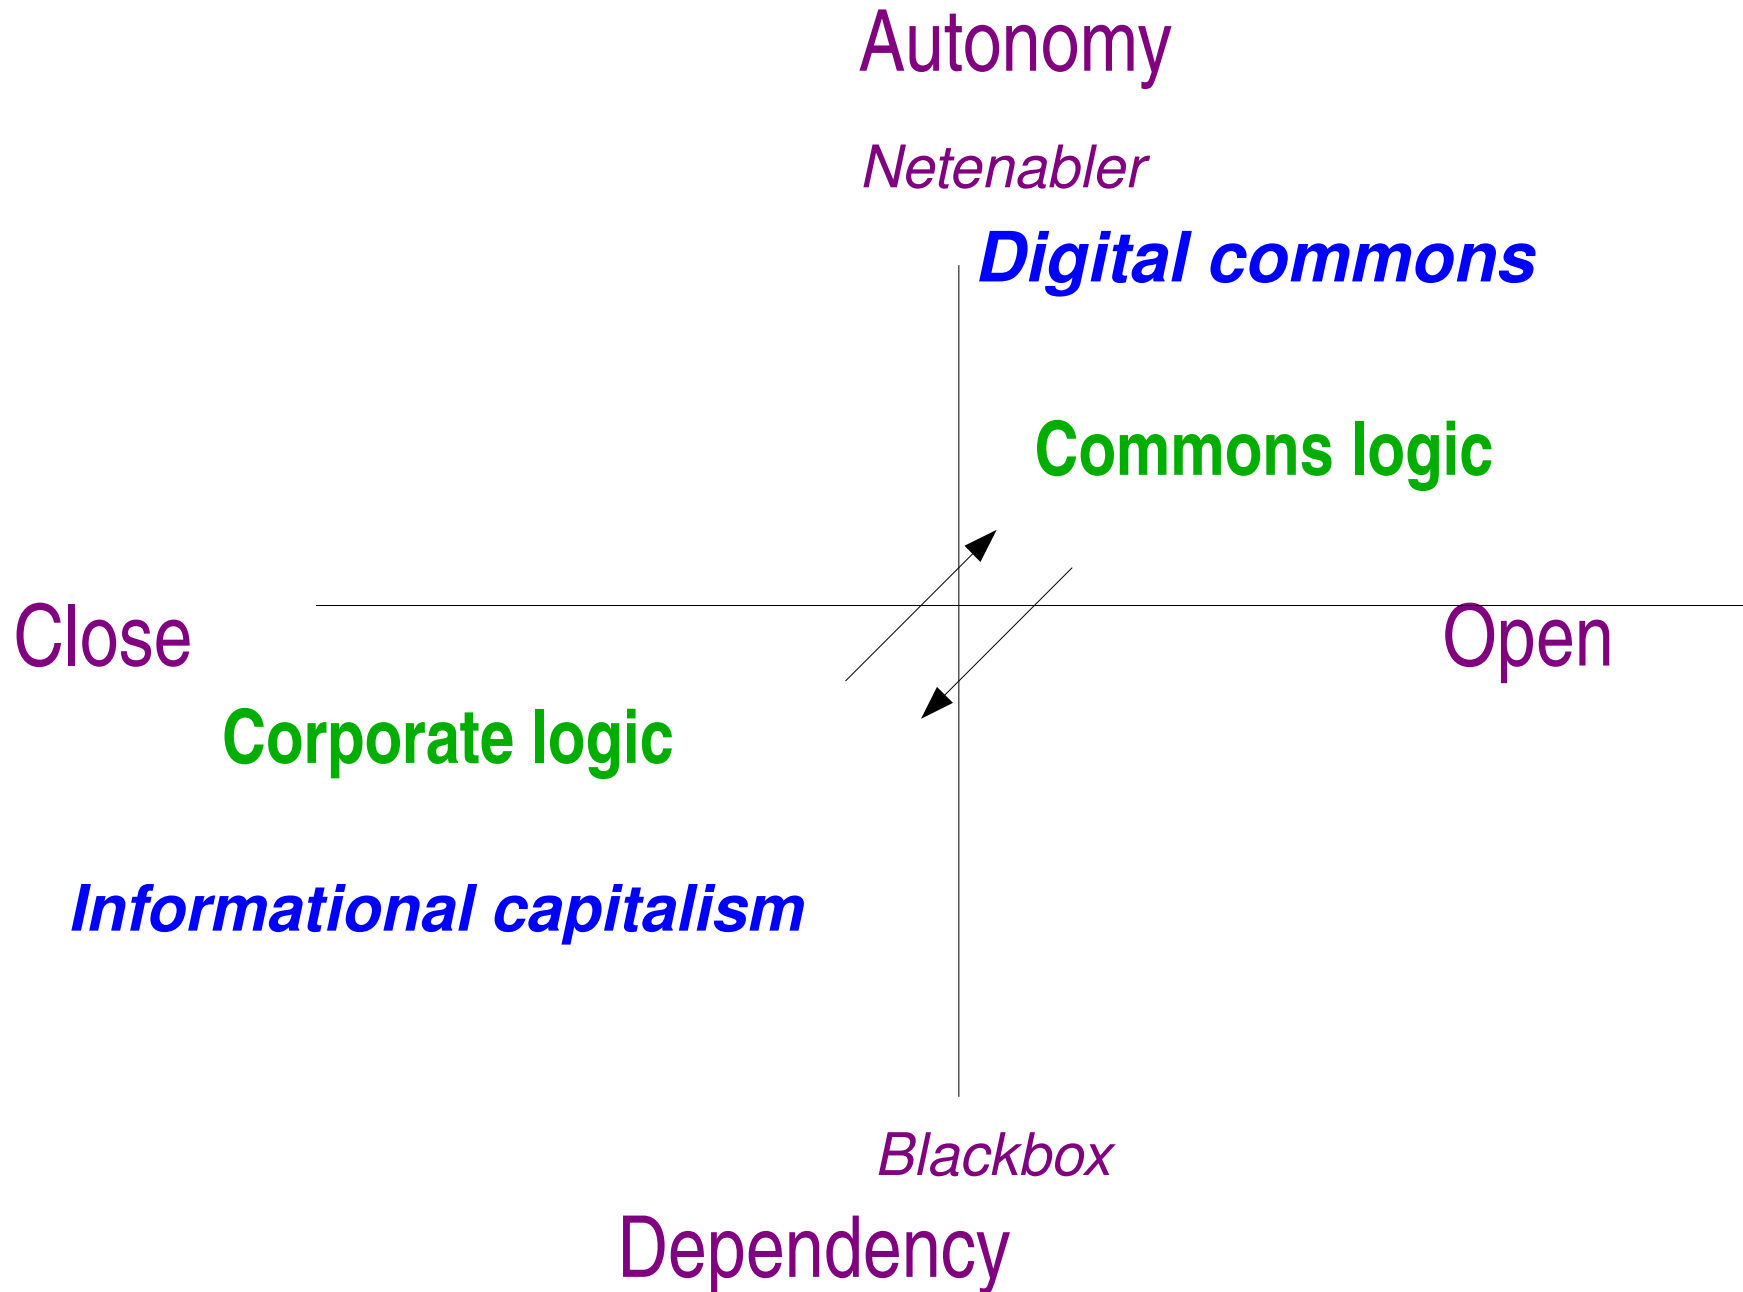 Autonomy
Netenabler
Digital commons
Commons logic
Close
Open
Corporate logic
Informational capitalism
Blackbox
Dependency